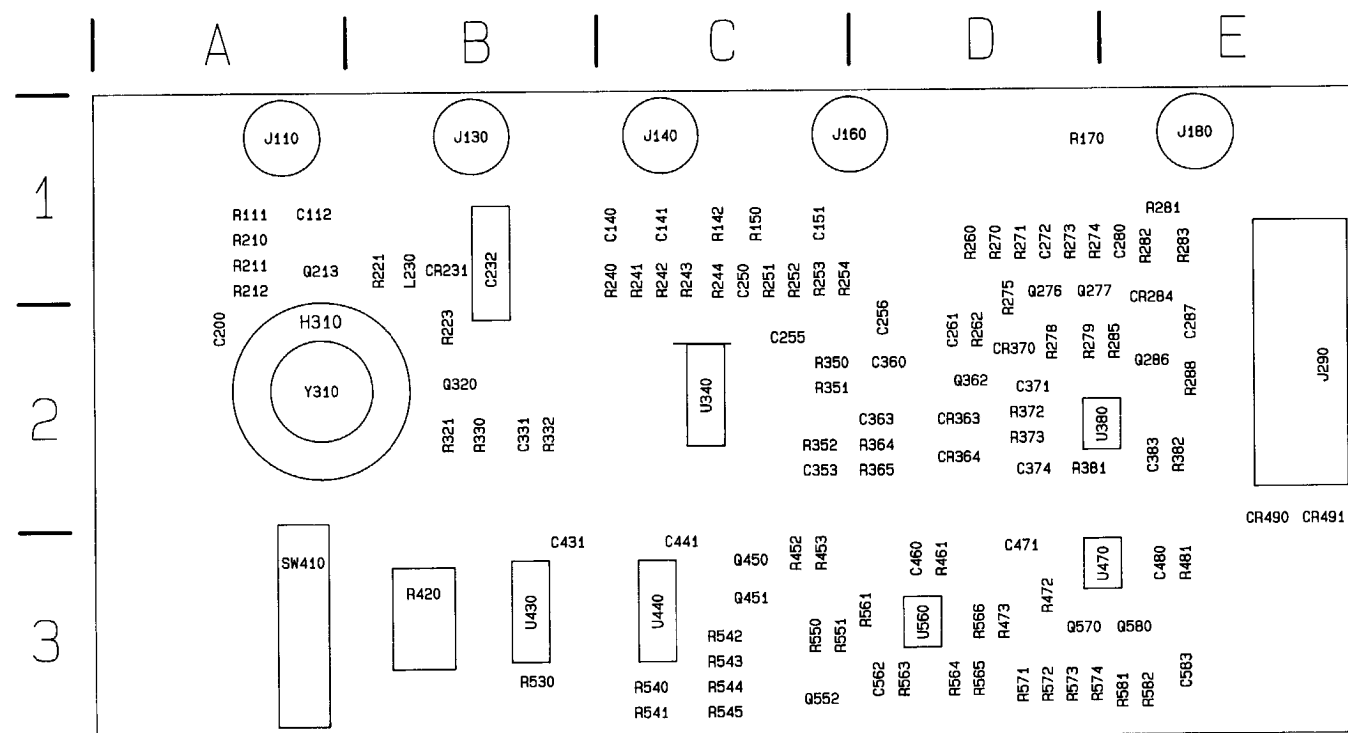 A B C D E
1
J110 J130 J140 J160 R170 J180
R111 C112 C140 C141 R142 R150 C151 R281
R210 R260 R270 R271 C272 R273 R274 C280 R282 R283
R211 Q213 R221 L230 CR231 C232 R240 R241 R242 R243 R244 C250 R251 R252 R253 R254
R212 R275 Q276 Q277 CR284
C200 H310 R223 C255 C256 C261 R262 CR370 R278 R279 R285 C287
Y310 Q320 U340 R350 C360 Q362 C371 Q286 R288 J290
R351
2
R372 U380
C363 CR363
R373
R321 R330 C331 R332 R352 R364 CR364 C383 R382
C353 R365 C374 R381
CR490 CR491
3
SW410 C431 C441 Q450 R452 R453 C460 R461 C471 U470 C480 R481
R420 U430 U440 Q451 R472
R561 U560 R566 R473 Q570 Q580
R542 R550 R551
R543
R530 R540 R544 C562 R563 R564 R565 R571 R572 R573 R574 R581 R582 C583
R541 R545 Q552